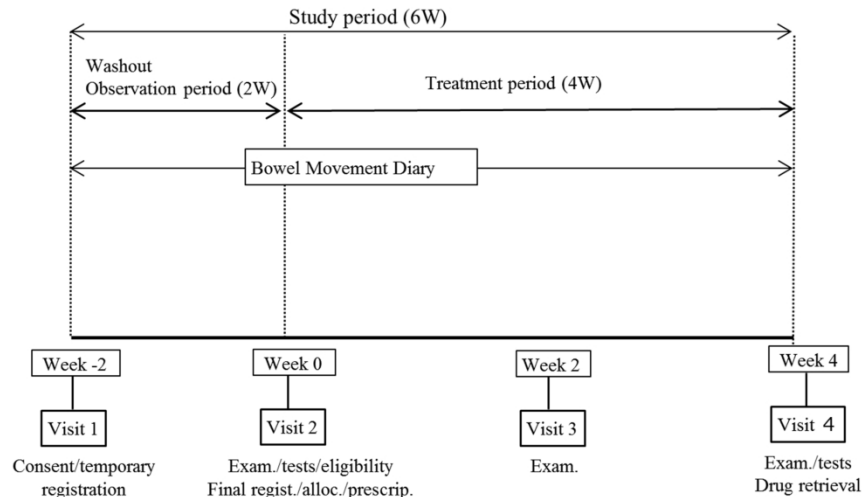 Study period (6W)
Washout
Observation period (2W)
Treatment period (4W)
Bowel Movement Diary
Week -2
Week 0
Week 2
Week 4
Visit 1
Visit 2
Visit 3
Visit 4
Consent/temporary
registration
Exam./tests/eligibility
Final regist./alloc./prescrip.
Exam.
Exam./tests
Drug retrieval